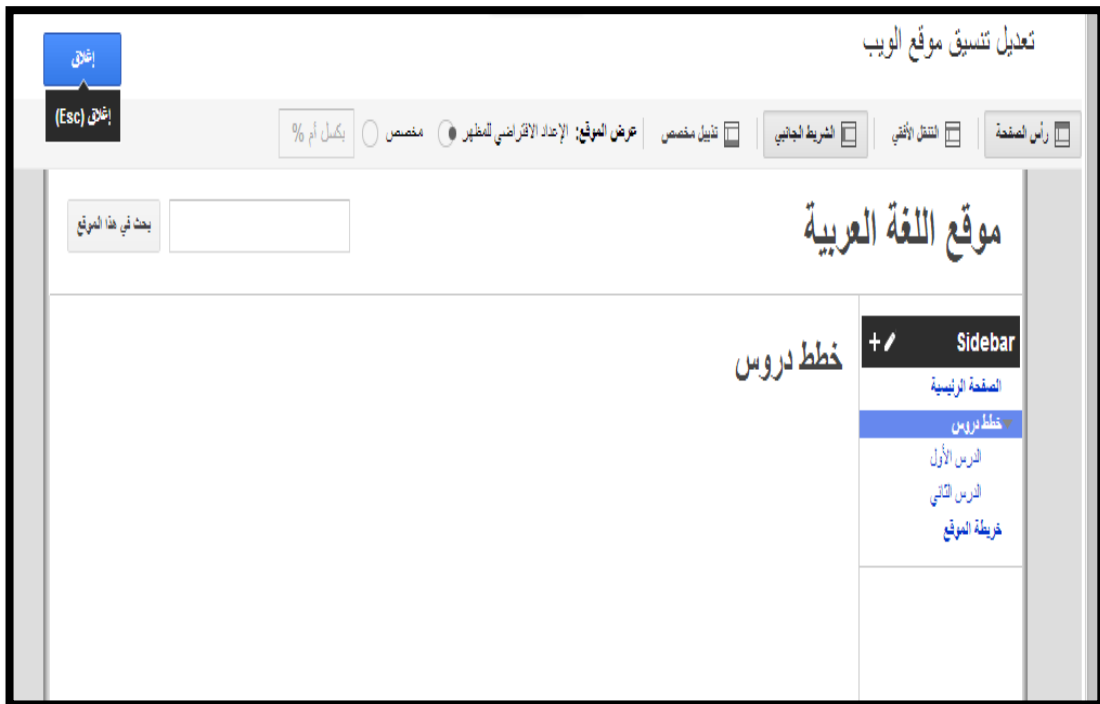 تعديل تنسيق موقع الويب
إغلاق
إغلاق (Esc)
رأس الصفحة التنقل الأفقي الشريط الجانبي تذييل مخصص عرض الموقع: الإعداد الافتراضي للمظهر مخصص بكسل أم %
موقع اللغة العربية
بحث في هذا الموقع
Sidebar
الصفحة الرئيسية
خطط دروس
الدرس الأول
الدرس الثاني
خريطة الموقع
خطط دروس